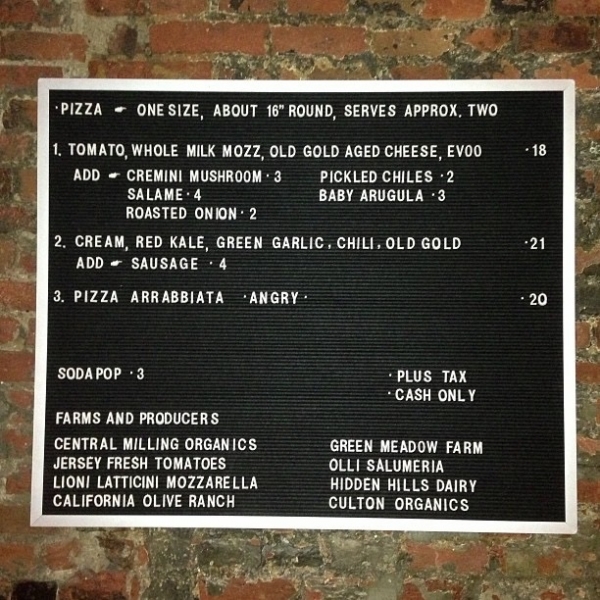 ·PIZZA ☛ ONE SIZE, ABOUT 16" ROUND, SERVES APPROX. TWO
1. TOMATO, WHOLE MILK MOZZ, OLD GOLD AGED CHEESE, EVOO ·18
ADD ☛ CREMINI MUSHROOM·3 PICKLED CHILES ·2
SALAME·4 BABY ARUGULA ·3
ROASTED ONION·2
2. CREAM, RED KALE, GREEN GARLIC, CHILI, OLD GOLD ·21
ADD ☛ SAUSAGE ·4
3. PIZZA ARRABBIATA ·ANGRY· ·20
SODA POP ·3 ·PLUS TAX
·CASH ONLY
FARMS AND PRODUCERS
CENTRAL MILLING ORGANICS GREEN MEADOW FARM
JERSEY FRESH TOMATOES OLLI SALUMERIA
LIONI LATTICINI MOZZARELLA HIDDEN HILLS DAIRY
CALIFORNIA OLIVE RANCH CULTON ORGANICS